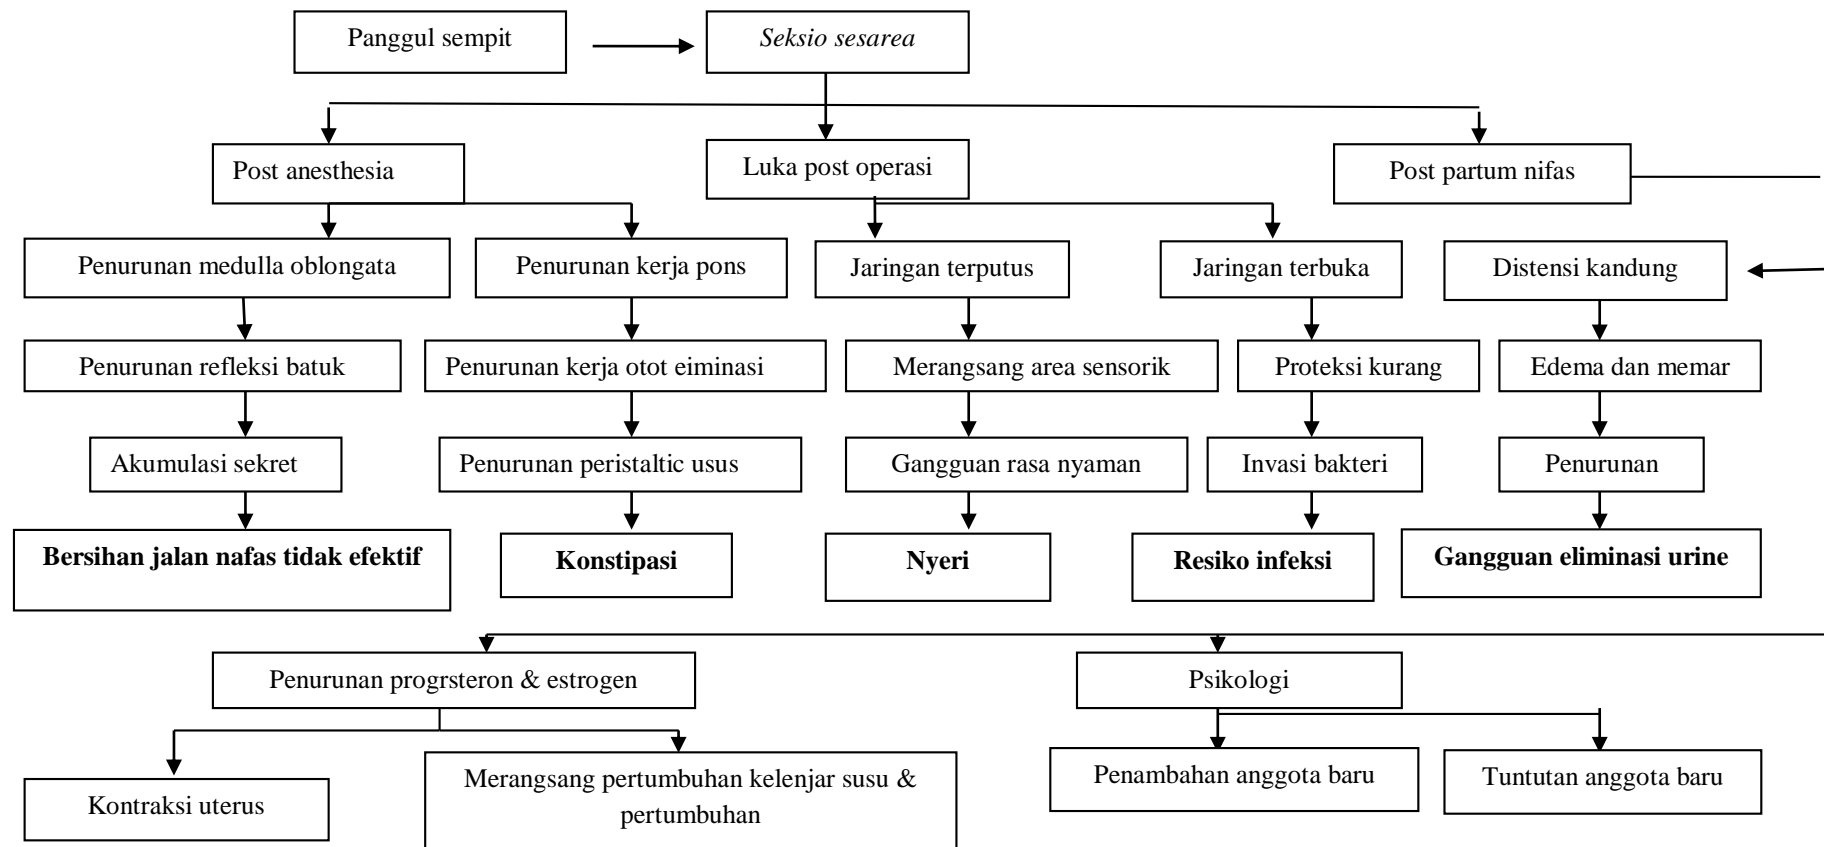 Panggul sempit
Seksio sesarea
Post anesthesia
Luka post operasi
Post partum nifas
Penurunan medulla oblongata
Penurunan kerja pons
Jaringan terputus
Jaringan terbuka
Distensi kandung
Penurunan refleksi batuk
Penurunan kerja otot eiminasi
Merangsang area sensorik
Proteksi kurang
Edema dan memar
Akumulasi sekret
Penurunan peristaltic usus
Gangguan rasa nyaman
Invasi bakteri
Penurunan
Bersihan jalan nafas tidak efektif
Konstipasi
Nyeri
Resiko infeksi
Gangguan eliminasi urine
Penurunan progrsteron & estrogen
Psikologi
Kontraksi uterus
Merangsang pertumbuhan kelenjar susu &
pertumbuhan
Penambahan anggota baru
Tuntutan anggota baru